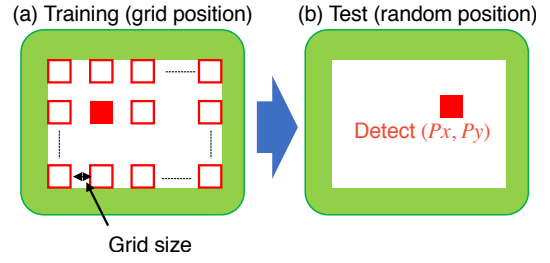 (a) Training (grid position)
(b) Test (random position)
Detect (Px, Py)
Grid size